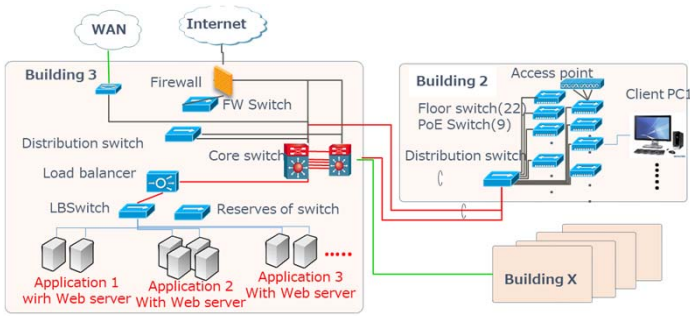 WAN
Internet
Building 3
Firewall
FW Switch
Distribution switch
Core switch
Load balancer
LBSwitch
Reserves of switch
Application 1
wirh Web server
Application 2
With Web server
Application 3
With Web server
Building 2
Access point
Floor switch(22)
PoE Switch(9)
Client PC1
Distribution switch
Building X